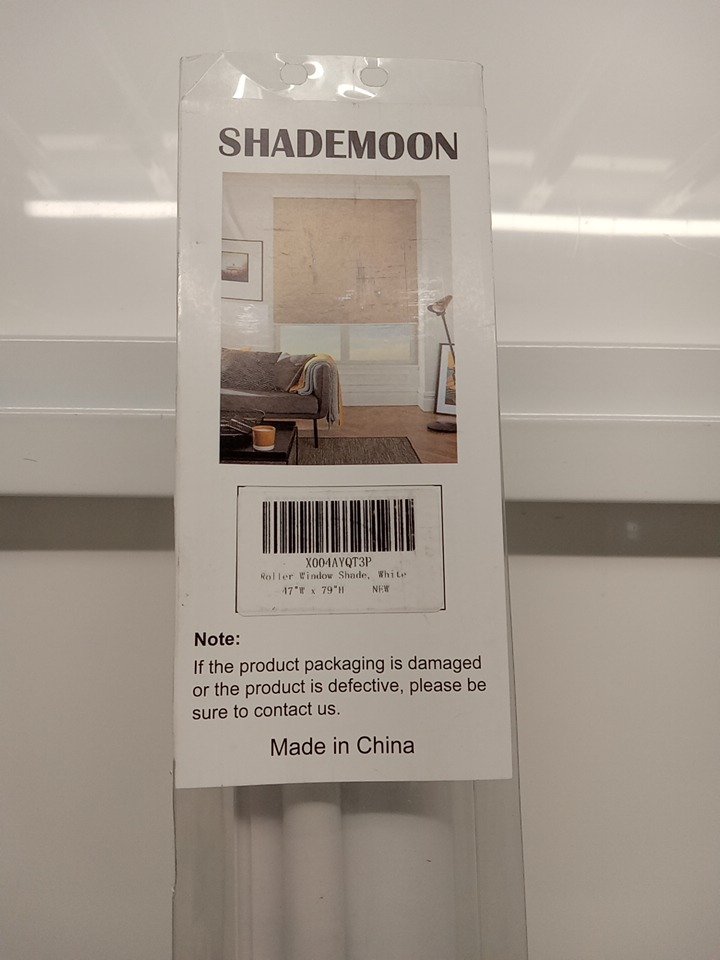 SHADEMOON
X004AYQT3P
Roller Window Shade, White
47"W x 79"H NEW
Note:
If the product packaging is damaged
or the product is defective, please be
sure to contact us.
Made in China